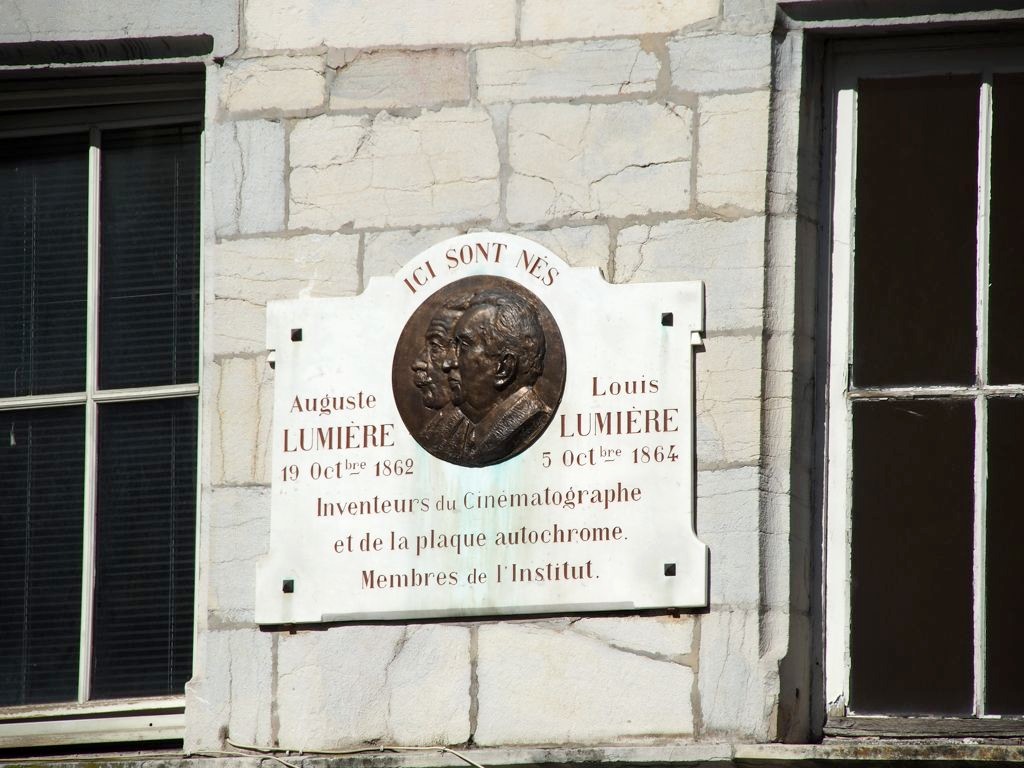 ICI SONT NÉS
Auguste
LUMIÈRE
19 Octbre 1862
Louis
LUMIÈRE
5 Octbre 1864
Inventeurs du Cinématographe
et de la plaque autochrome.
Membres de l'Institut.